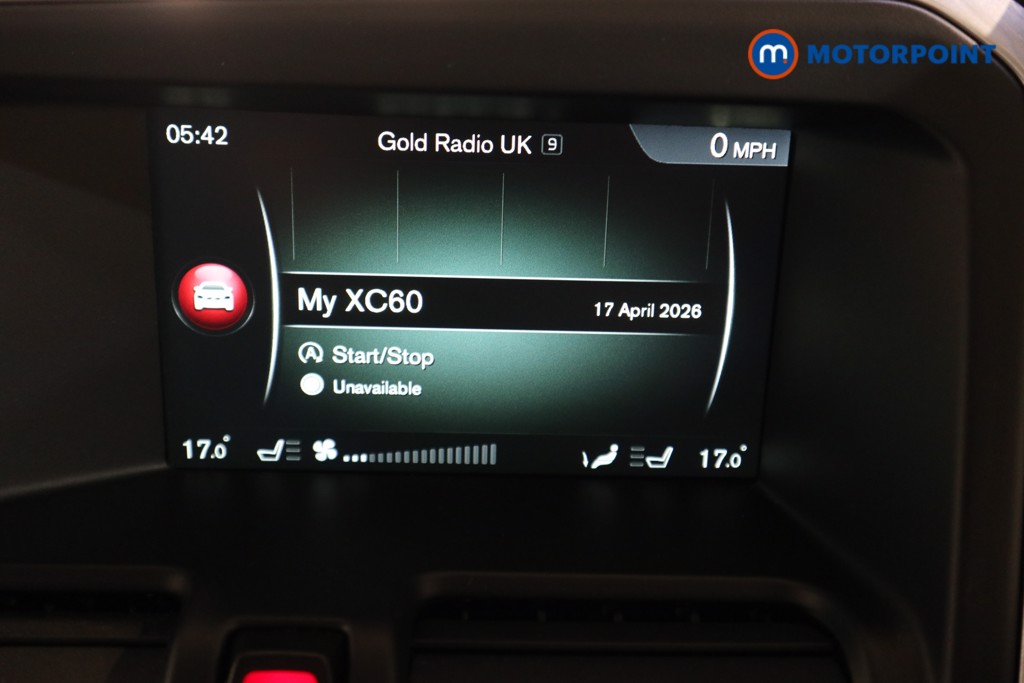 m MOTORPOINT
05:42 Gold Radio UK 9 0 MPH
My XC60 17 April 2026
A Start/Stop
Unavailable
17.0° 17.0°